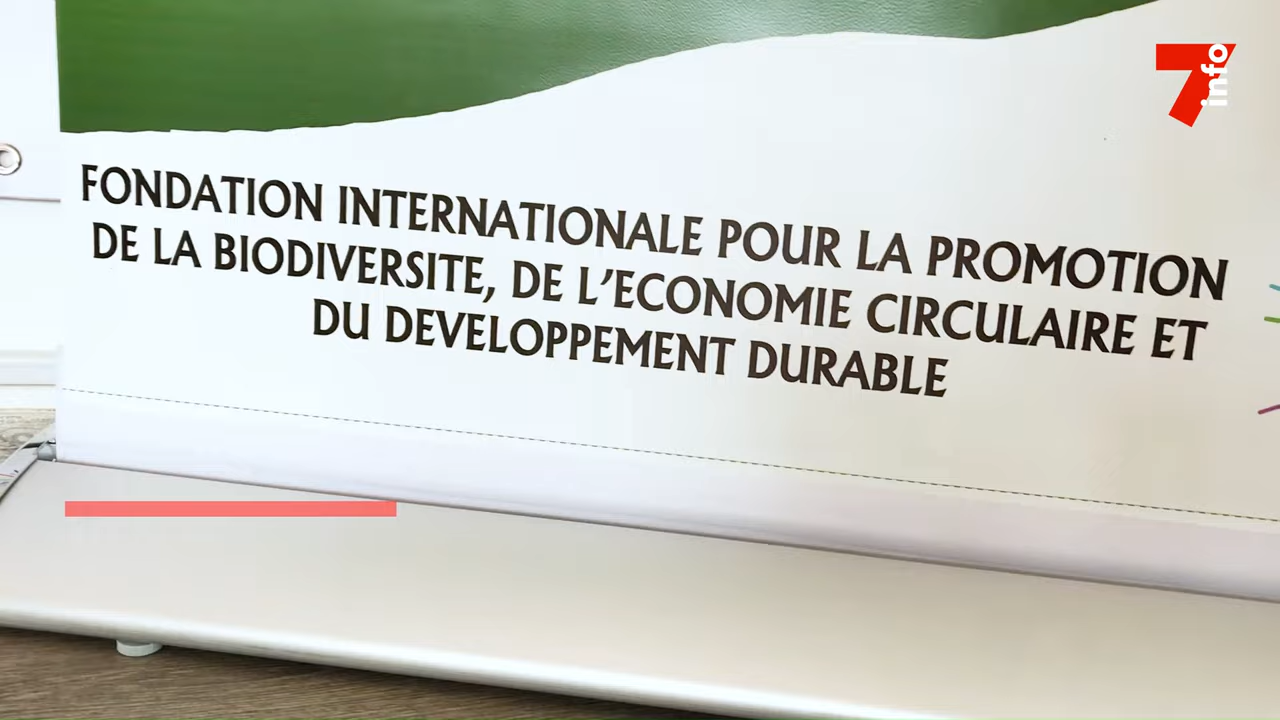 7info
FONDATION INTERNATIONALE POUR LA PROMOTION
DE LA BIODIVERSITE, DE L'ECONOMIE CIRCULAIRE ET
DU DEVELOPPEMENT DURABLE